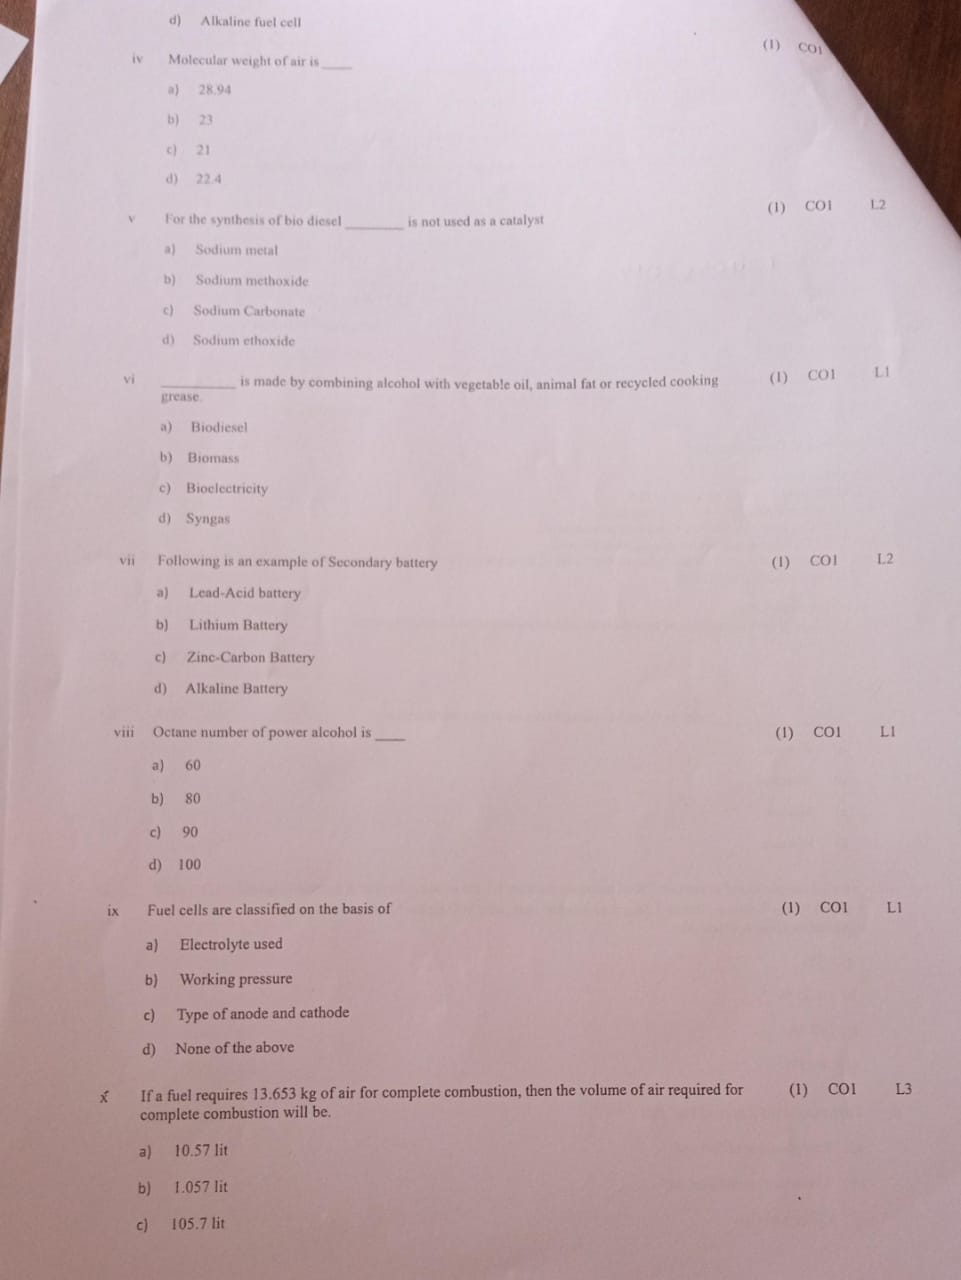 d) Alkaline fuel cell
iv Molecular weight of air is ____ (1) CO1
a) 28.94
b) 23
c) 21
d) 22.4
v For the synthesis of bio diesel ________ is not used as a catalyst (1) CO1 L2
a) Sodium metal
b) Sodium methoxide
c) Sodium Carbonate
d) Sodium ethoxide
vi __________ is made by combining alcohol with vegetable oil, animal fat or recycled cooking (1) CO1 L1
grease.
a) Biodiesel
b) Biomass
c) Bioelectricity
d) Syngas
vii Following is an example of Secondary battery (1) CO1 L2
a) Lead-Acid battery
b) Lithium Battery
c) Zinc-Carbon Battery
d) Alkaline Battery
viii Octane number of power alcohol is ____ (1) CO1 L1
a) 60
b) 80
c) 90
d) 100
ix Fuel cells are classified on the basis of (1) CO1 L1
a) Electrolyte used
b) Working pressure
c) Type of anode and cathode
d) None of the above
x If a fuel requires 13.653 kg of air for complete combustion, then the volume of air required for (1) CO1 L3
complete combustion will be.
a) 10.57 lit
b) 1.057 lit
c) 105.7 lit